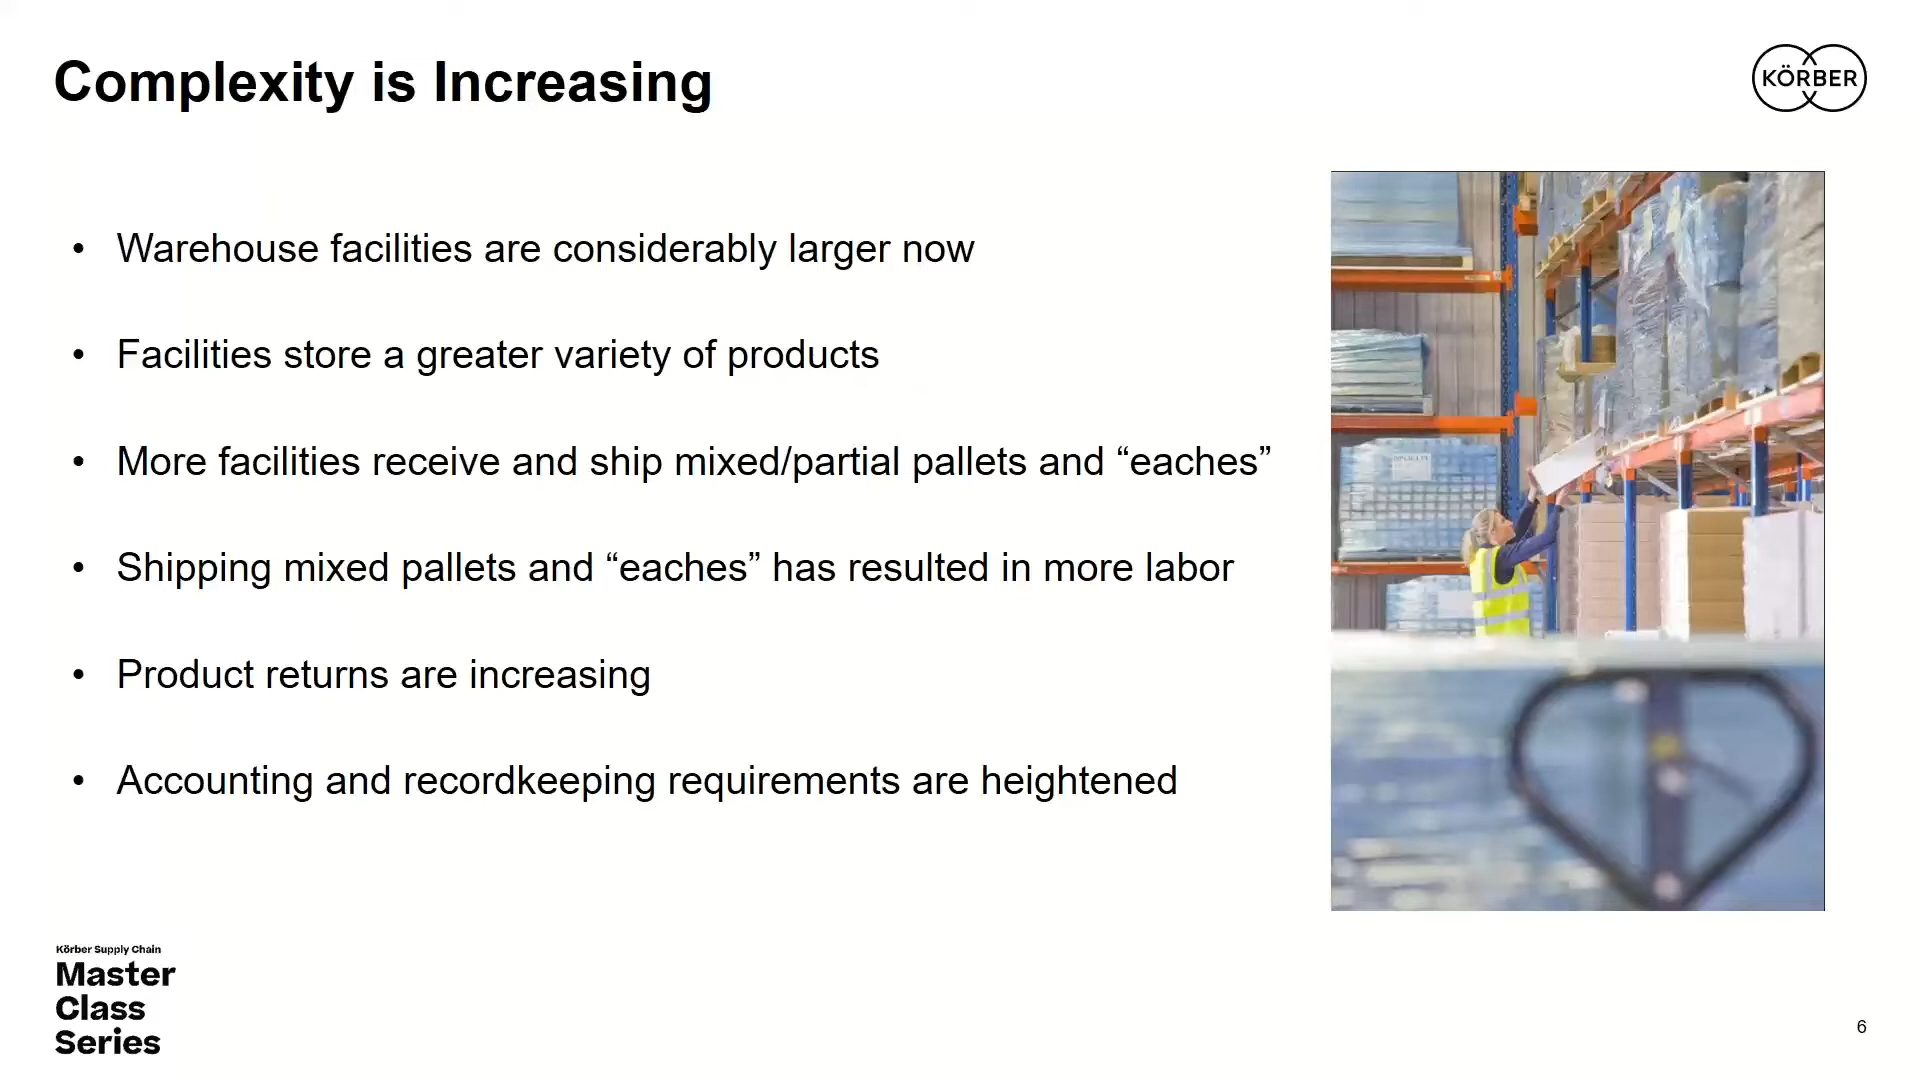 Complexity is Increasing
KÖRBER
• Warehouse facilities are considerably larger now
• Facilities store a greater variety of products
• More facilities receive and ship mixed/partial pallets and “eaches”
• Shipping mixed pallets and “eaches” has resulted in more labor
• Product returns are increasing
• Accounting and recordkeeping requirements are heightened
Körber Supply Chain
Master
Class
Series
6